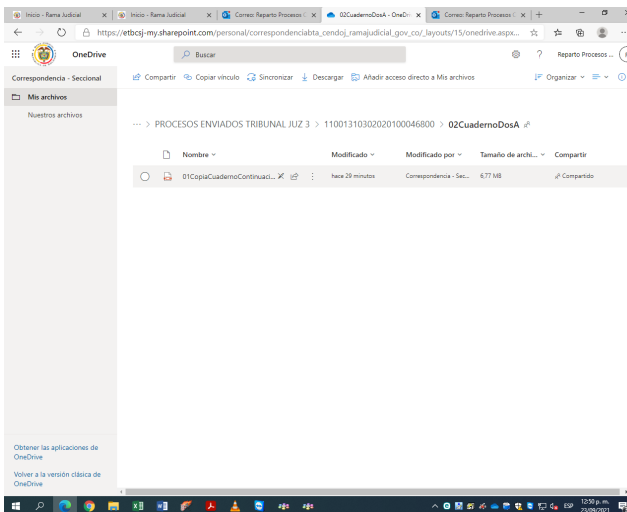 Inicio - Rama Judicial
Inicio - Rama Judicial
Correo: Reparto Procesos C
02CuadernoDosA - OneDri
Correo: Reparto Procesos C
https://etbcsj-my.sharepoint.com/personal/correspondenciabta_cendoj_ramajudicial_gov_co/_layouts/15/onedrive.aspx...
OneDrive
Buscar
Reparto Procesos ...
Correspondencia - Seccional
Compartir
Copiar vínculo
Sincronizar
Descargar
Añadir acceso directo a Mis archivos
Organizar
Mis archivos
Nuestros archivos
··· > PROCESOS ENVIADOS TRIBUNAL JUZ 3 > 11001310302020100046800 > 02CuadernoDosA
Nombre
Modificado
Modificado por
Tamaño de archi...
Compartir
01CopiaCuadernoContinuaci...
hace 29 minutos
Correspondencia - Sec...
6,77 MB
Compartido
Obtener las aplicaciones de
OneDrive
Volver a la versión clásica de
OneDrive
ESP
12:50 p. m.
23/09/2021